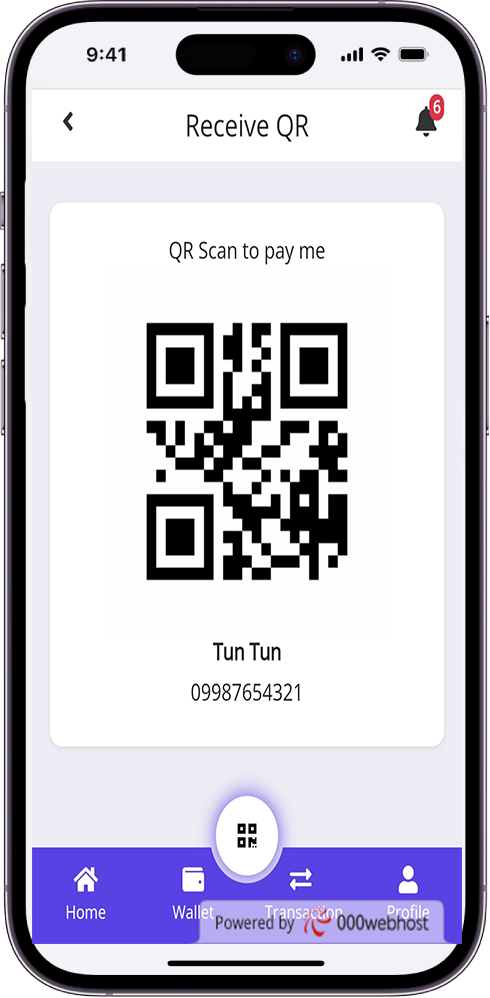 9:41
Receive QR
6
QR Scan to pay me
Tun Tun
09987654321
Home Wallet Transaction Profile
Powered by 000webhost